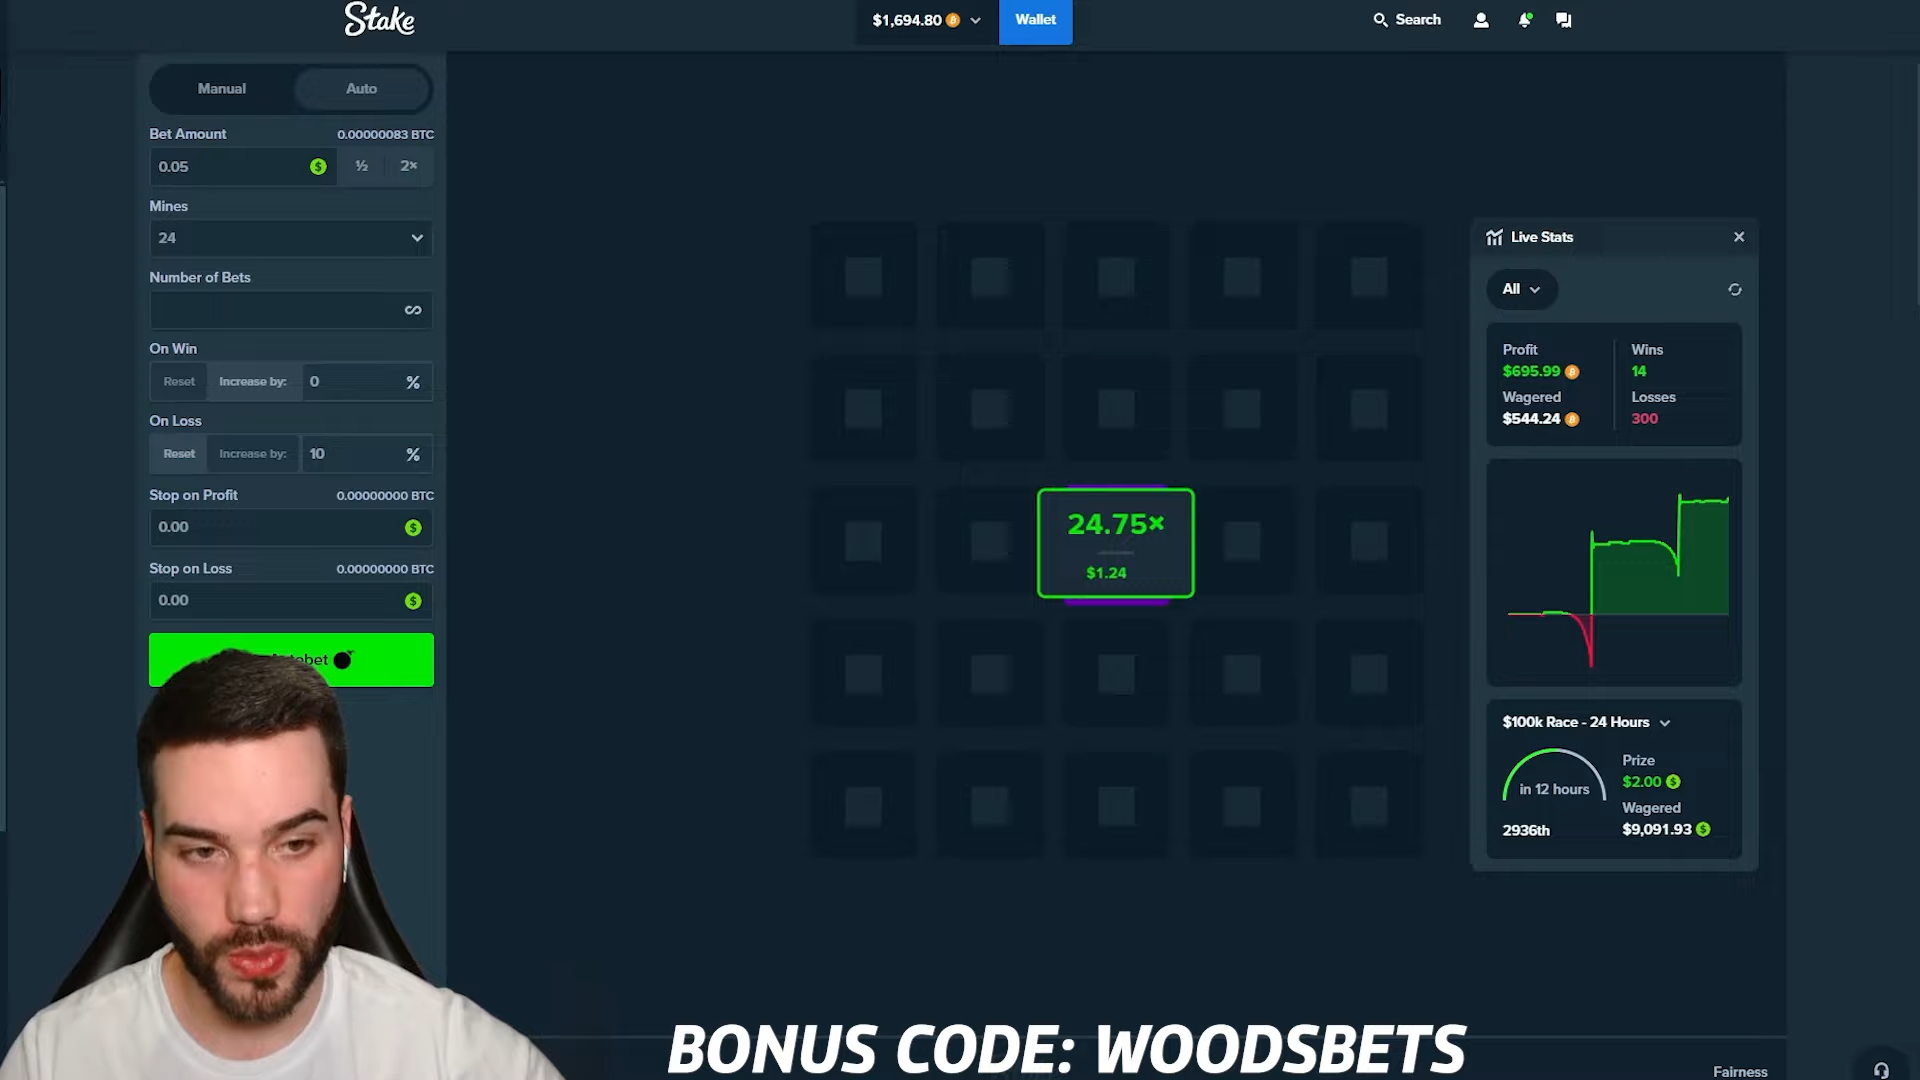 Stake
$1,694.80
Wallet
Search
Manual
Auto
Bet Amount
0.00000083 BTC
0.05
½
2×
Mines
24
Number of Bets
∞
On Win
Reset
Increase by:
0
%
On Loss
Reset
Increase by:
10
%
Stop on Profit
0.00000000 BTC
0.00
Stop on Loss
0.00000000 BTC
0.00
24.75×
$1.24
Live Stats
All
Profit
$695.99
Wins
14
Wagered
$544.24
Losses
300
$100k Race - 24 Hours
in 12 hours
2936th
Prize
$2.00
Wagered
$9,091.93
BONUS CODE: WOODSBETS
Fairness